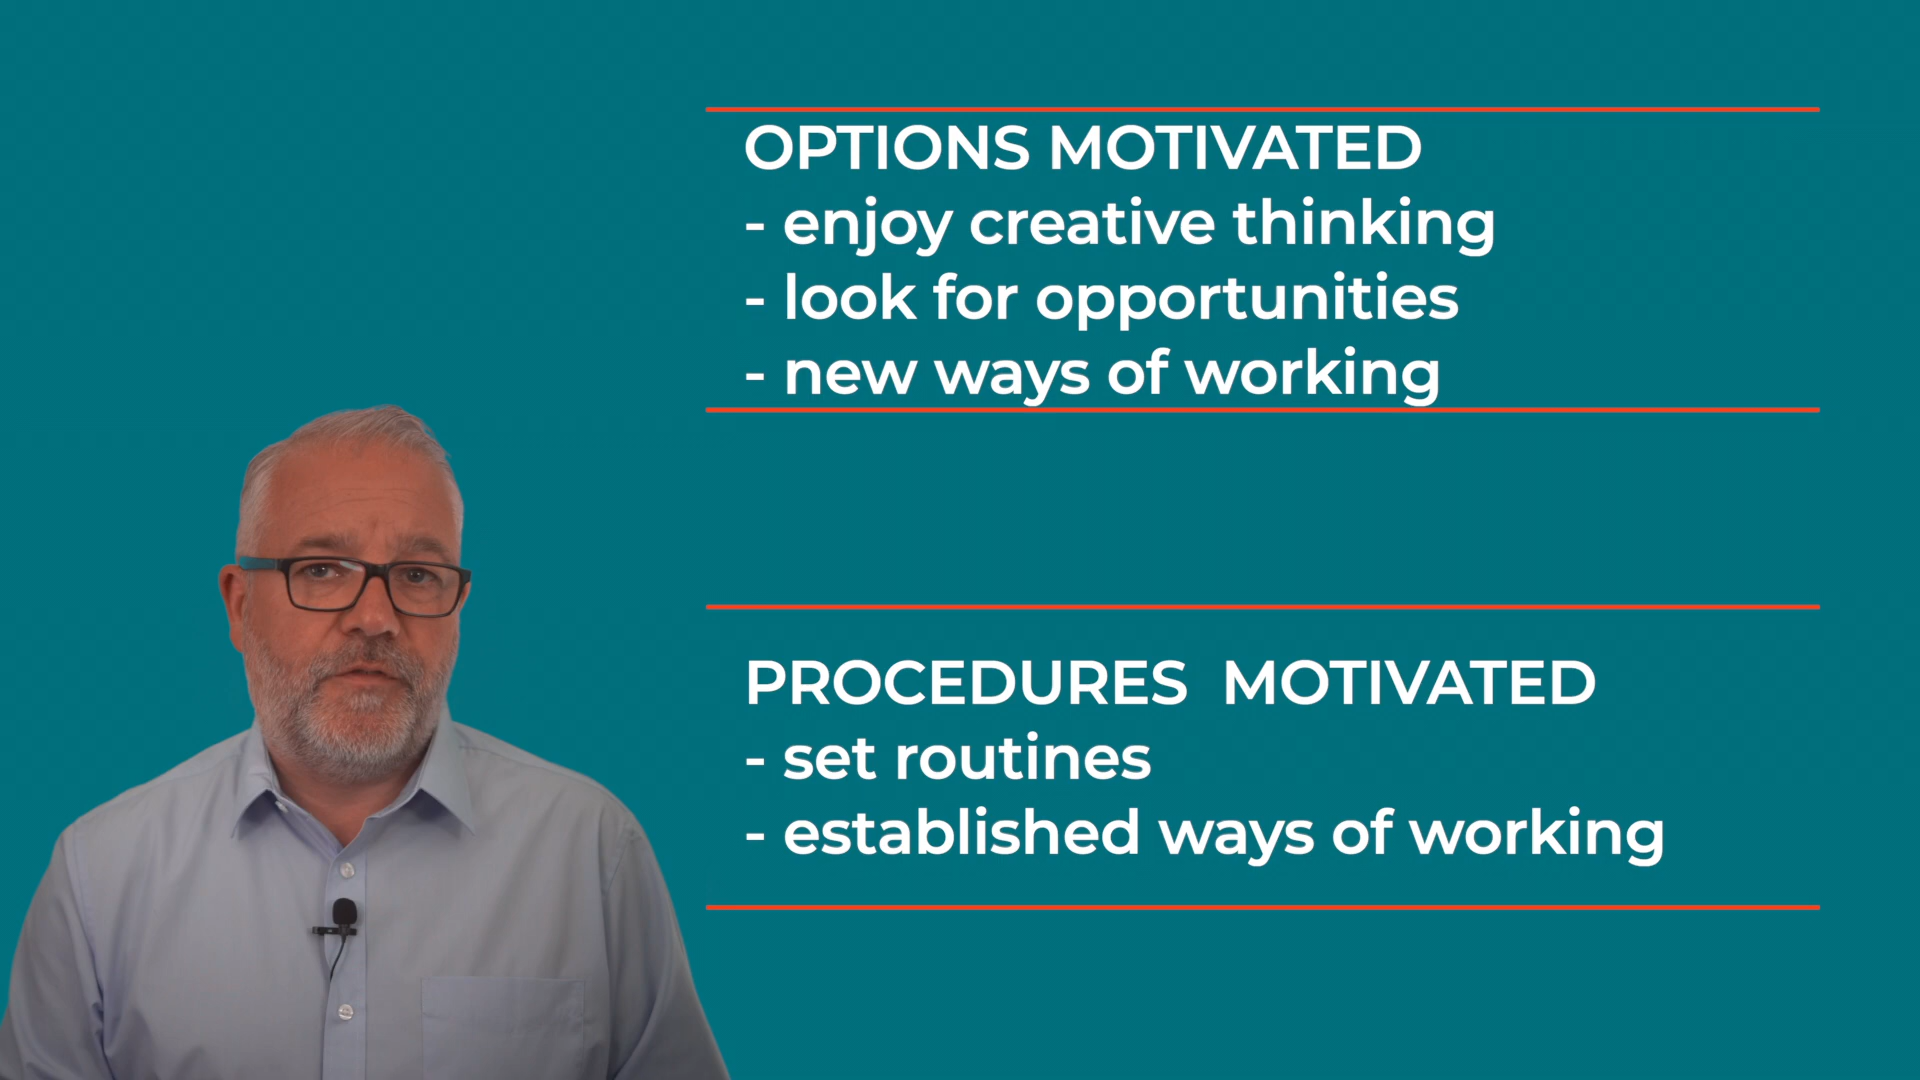 OPTIONS MOTIVATED
- enjoy creative thinking
- look for opportunities
- new ways of working
PROCEDURES  MOTIVATED
- set routines
- established ways of working